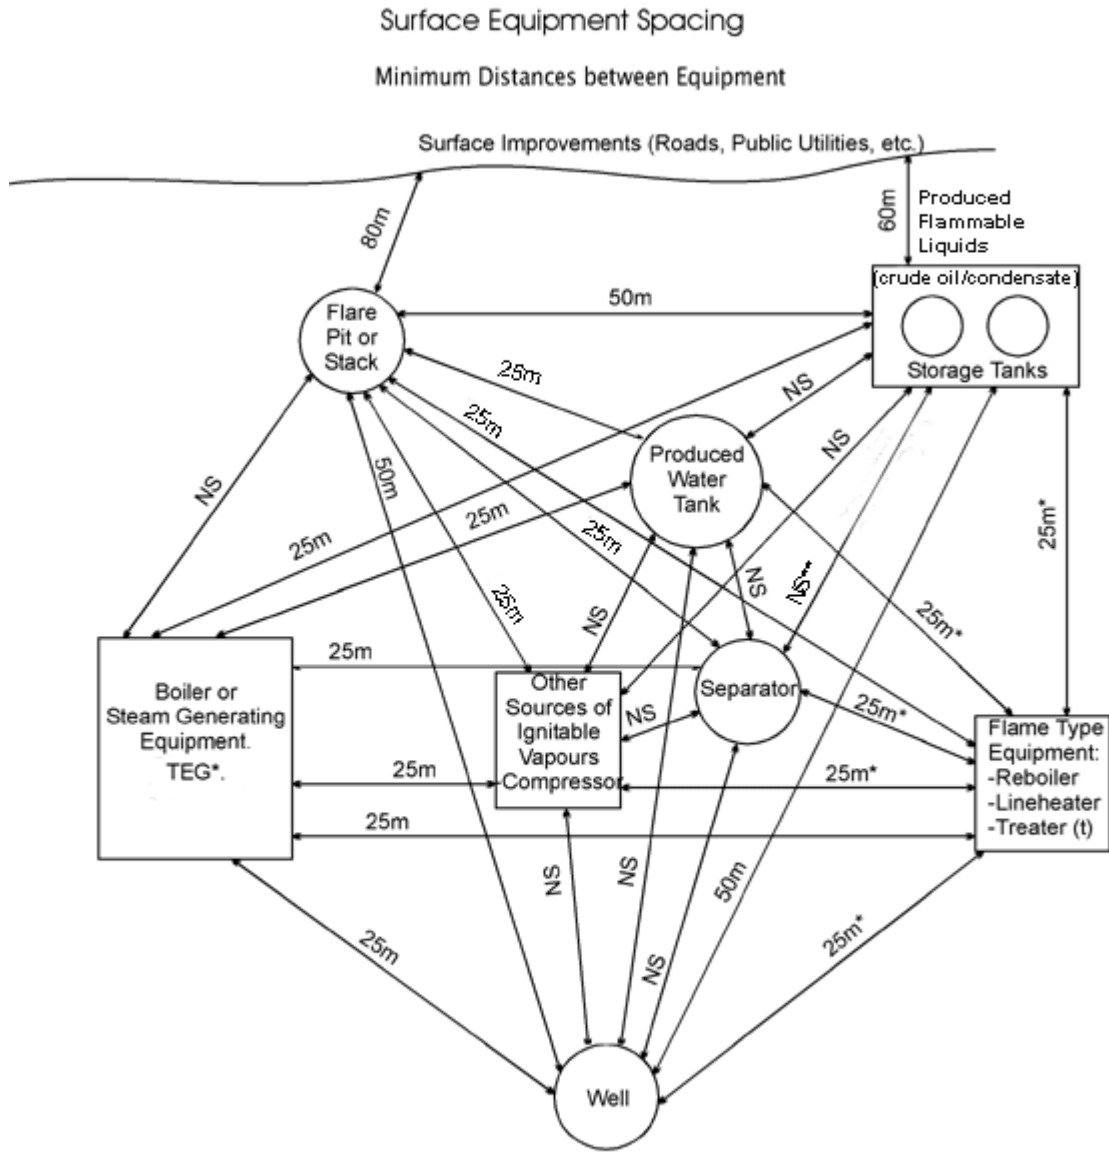 Surface Equipment Spacing
Minimum Distances between Equipment
Surface Improvements (Roads, Public Utilities, etc.)
80m
60m
Produced
Flammable
Liquids
(crude oil/condensate)
Storage Tanks
Flare
Pit or
Stack
50m
25m
NS
25m
NS
Produced
Water
Tank
50m
NS
25m
25m
25m
25m*
NS**
NS
NS
25m
25m*
Boiler or
Steam Generating
Equipment.
TEG*.
25m
Other
Sources of
Ignitable
Vapours
Compressor
NS
Separator
25m*
Flame Type
Equipment:
-Reboiler
-Lineheater
-Treater (t)
25m
25m*
25m
NS
NS
50m
25m
NS
25m*
Well